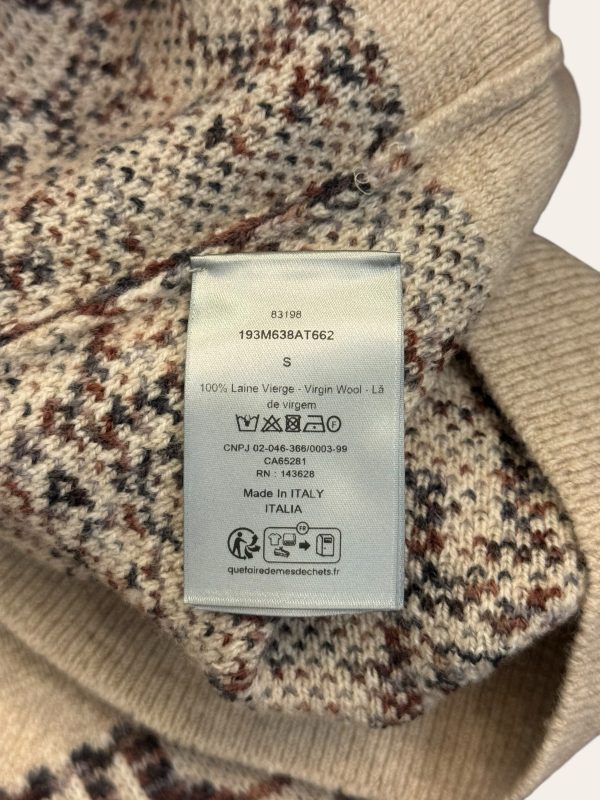 83198
193M638AT662
S
100% Laine Vierge - Virgin Wool - Lã
de virgem
CNPJ 02-046-366/0003-99
CA65281
RN : 143628
Made In ITALY
ITALIA
FR
quefairedemesdechets.fr